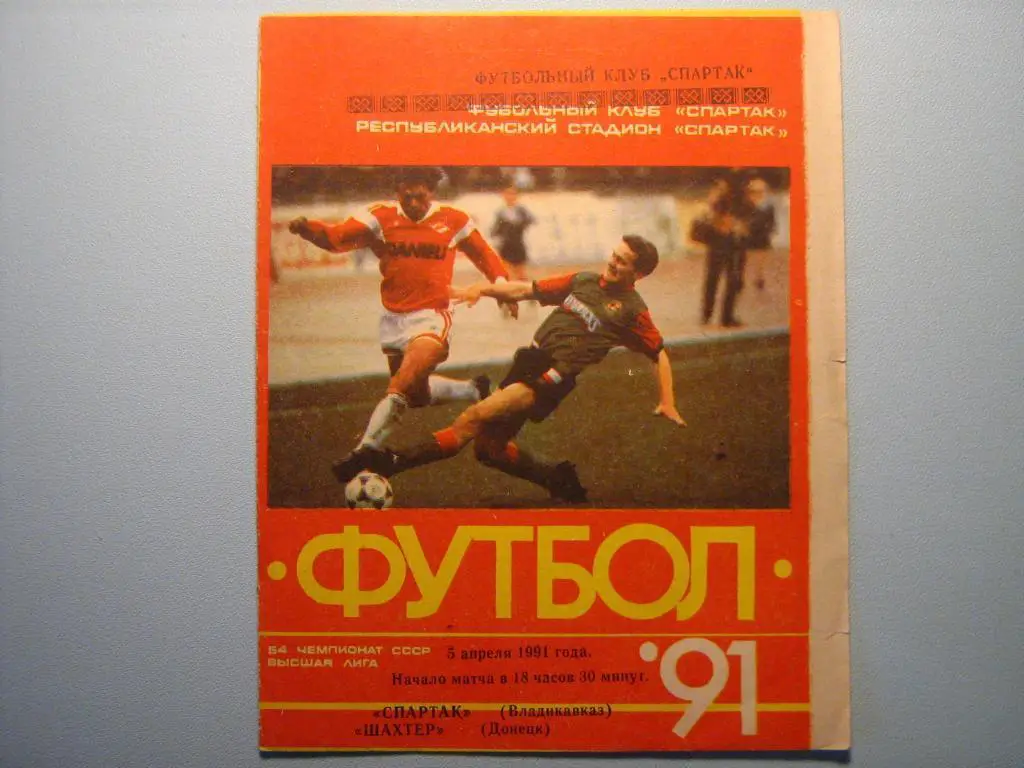 ФУТБОЛЬНЫЙ КЛУБ „СПАРТАК“
ФУБОЛЬНЫЙ КЛУБ «СПАРТАК»
РЕСПУБЛИКАНСКИЙ СТАДИОН «СПАРТАК»
• ФУТБОЛ •
'91
54 ЧЕМПИОНАТ СССР
ВЫСШАЯ ЛИГА
5 апреля 1991 года.
Начало матча в 18 часов 30 минут.
«СПАРТАК» (Владикавказ)
«ШАХТЕР» (Донецк)